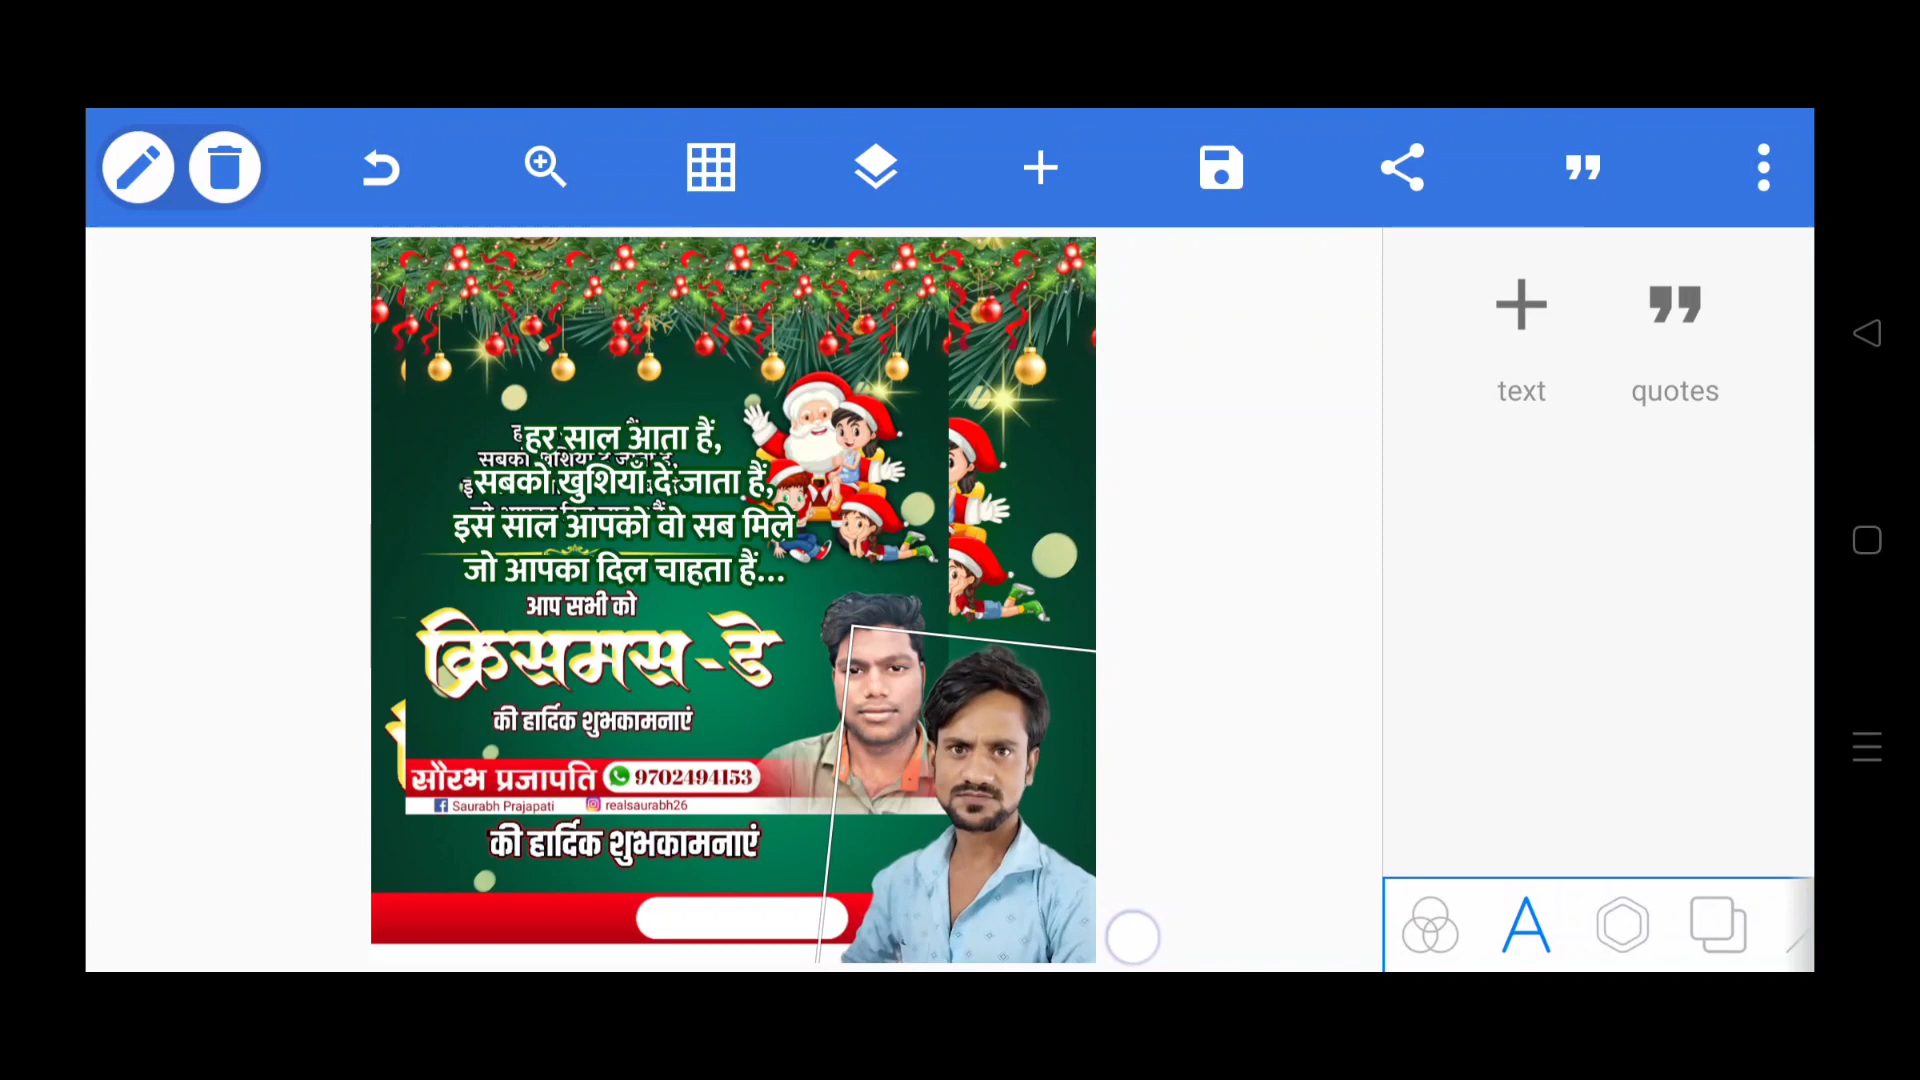 हर साल आता हैं,
सबको खुशियाँ दे जाता हैं,
इस साल आपको वो सब मिले
जो आपका दिल चाहता हैं...
आप सभी को
क्रिसमस-डे
की हार्दिक शुभकामनाएं
सौरभ प्रजापति 9702494153
Saurabh Prajapati realsaurabh26
की हार्दिक शुभकामनाएं
text quotes